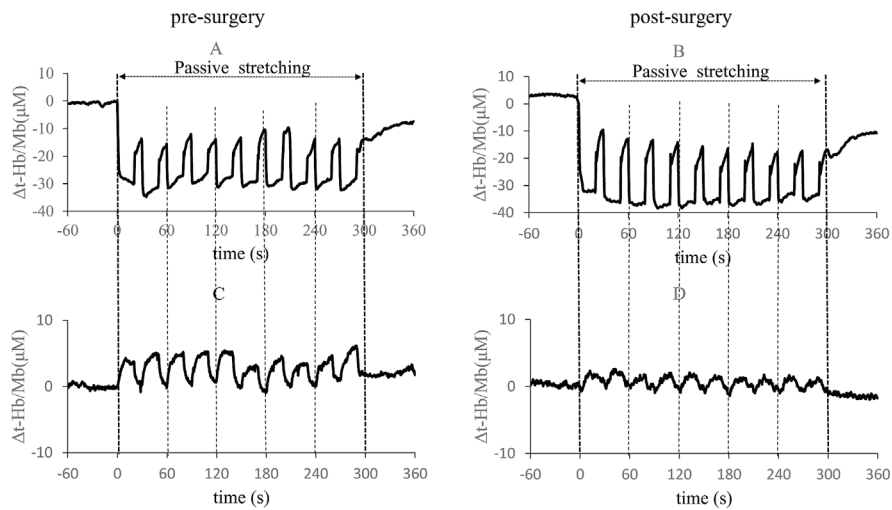 pre-surgery
post-surgery
A
Passive stretching
10
0
-10
-20
-30
-40
-60 0 60 120 180 240 300 360
Δt-Hb/Mb(μM)
time (s)
B
Passive stretching
10
0
-10
-20
-30
-40
-60 0 60 120 180 240 300 360
Δt-Hb/Mb(μM)
time (s)
C
10
0
-10
-60 0 60 120 180 240 300 360
Δt-Hb/Mb(μM)
time (s)
D
10
0
-10
-60 0 60 120 180 240 300 360
Δt-Hb/Mb(μM)
time (s)